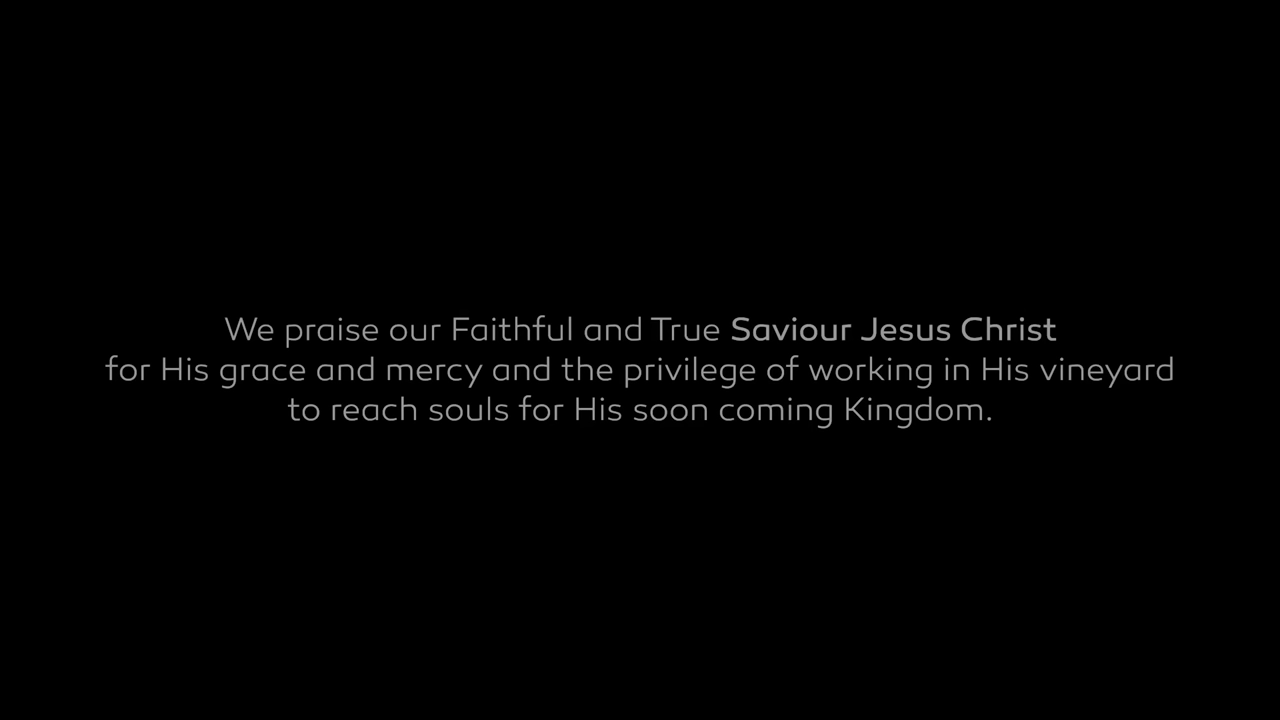 We praise our Faithful and True Saviour Jesus Christ
for His grace and mercy and the privilege of working in His vineyard
to reach souls for His soon coming Kingdom.